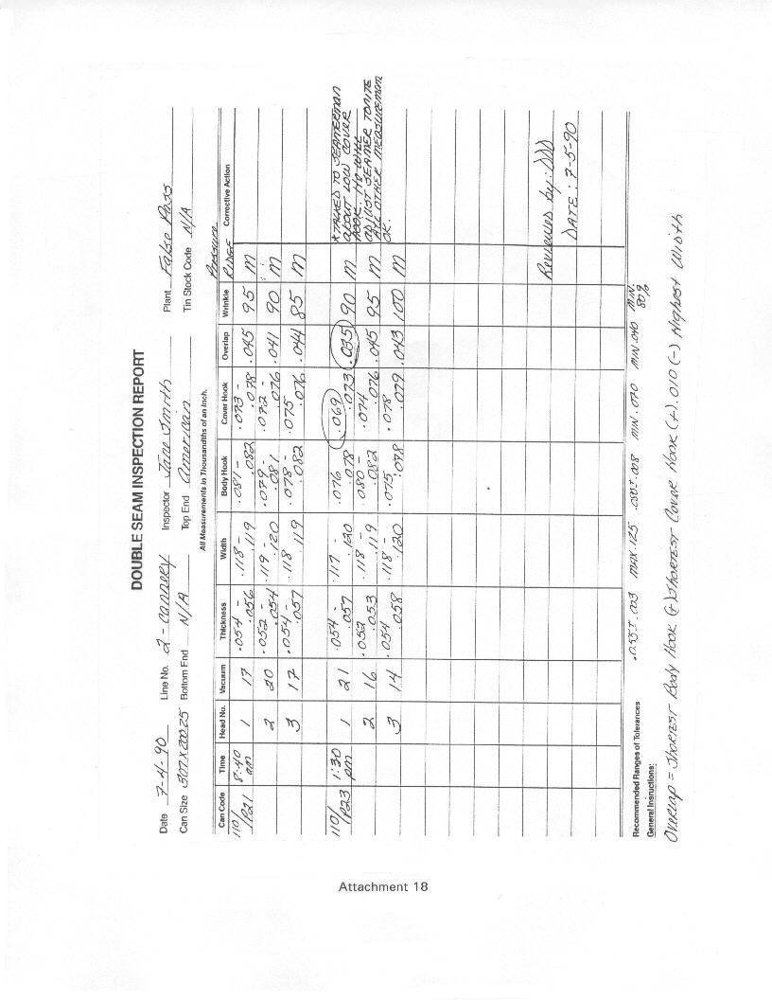 DOUBLE SEAM INSPECTION REPORT
Date 7-4-90 Line No. 2 - Cannery Inspector Jane Smith Plant False Pass
Can Size 307x200.25 Bottom End N/A Top End American Tin Stock Code N/A
All Measurements In Thousandths of an Inch.
Can Code Time Head No. Vacuum Thickness Width Body Hook Cover Hook Overlap Wrinkle Pressure Ridge Corrective Action
110/ 8:40 1 17 .054 - .118 - .081 - .073 - .045 95 M
P21 am .056 .119 .082 .078
2 20 .052 - .119 - .079 - .072 - .041 90 M
.054 .120 .081 .076
3 17 .054 - .118 .078 - .075 .044 85 M
.057 .119 .082 .076
110/ 1:30 1 21 .054 - .117 - .076 .069 .035 90 M
P23 pm .057 .120 .078 .073
2 16 .052 .118 - .080 - .074 .045 95 M
.053 .119 .082 .076
3 14 .054 .118 - .075 .078 .043 100 M
.058 .120 .078 .079
* TALKED TO SEAMERMAN
ABOUT LOW COVER
HOOK. HE WILL
ADJUST SEAMER TONITE
ALL OTHER MEASUREMENTS
OK.
Reviewed by: DDD
DATE: 7-5-90
Recommended Ranges of Tolerances .055±.003 MAX .125 .080±.008 MIN .070 MIN .040 MIN. 80%
General Insructions:
Overlap = Shortest Body Hook (+) Shortest Cover Hook (+) .010 (-) Highest Width
Attachment 18